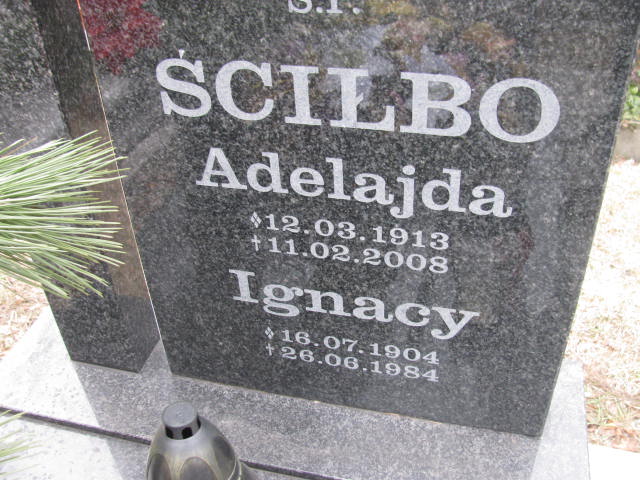 Ś.P.
ŚCIŁBO
Adelajda
12.03.1913
✝11.02.2008
Ignacy
16.07.1904
✝26.06.1984